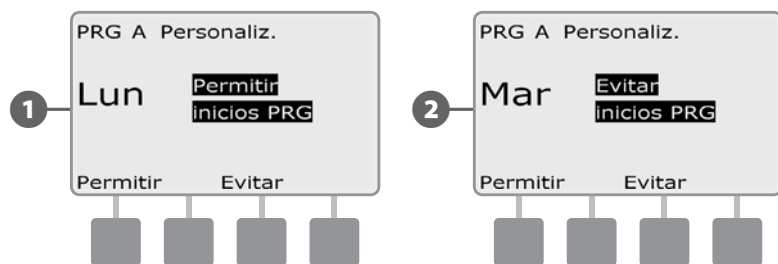 PRG A Personaliz.
1
Lun
Permitir
inicios PRG
Permitir Evitar
PRG A Personaliz.
2
Mar
Evitar
inicios PRG
Permitir Evitar